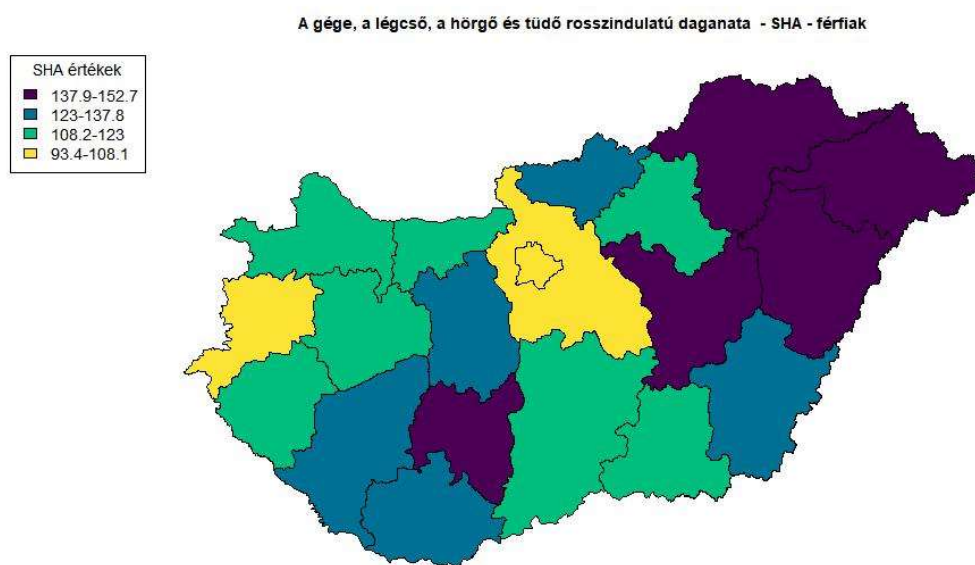 A gége, a légcső, a hörgő és tüdő rosszindulatú daganata - SHA - férfiak
SHA értékek
137.9-152.7
123-137.8
108.2-123
93.4-108.1